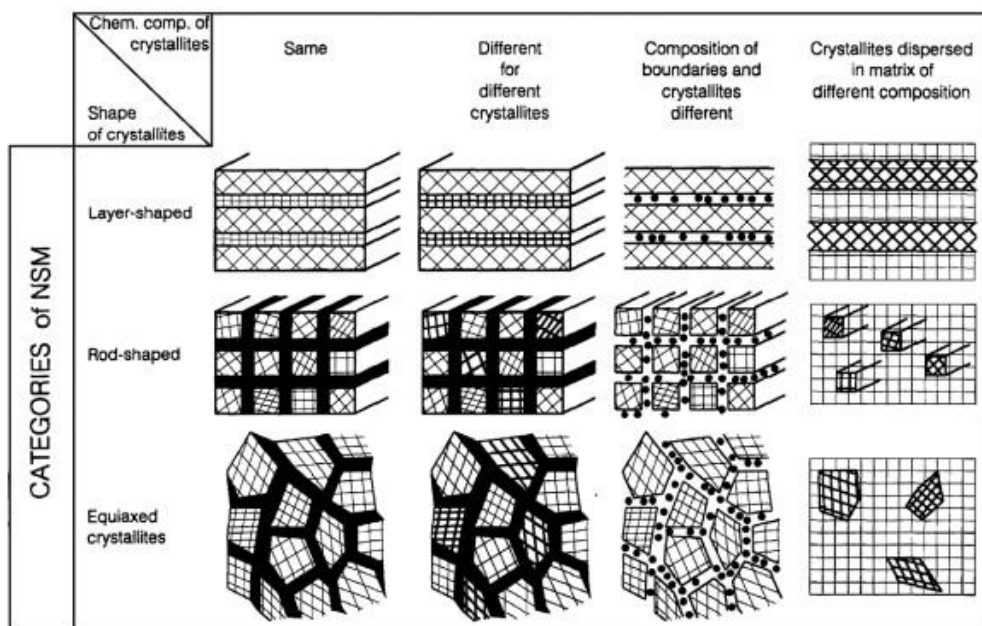 Chem. comp. of
crystallites
Shape
of crystallites
Same
Different
for
different
crystallites
Composition of
boundaries and
crystallites
different
Crystallites dispersed
in matrix of
different composition
CATEGORIES of NSM
Layer-shaped
Rod-shaped
Equiaxed
crystallites